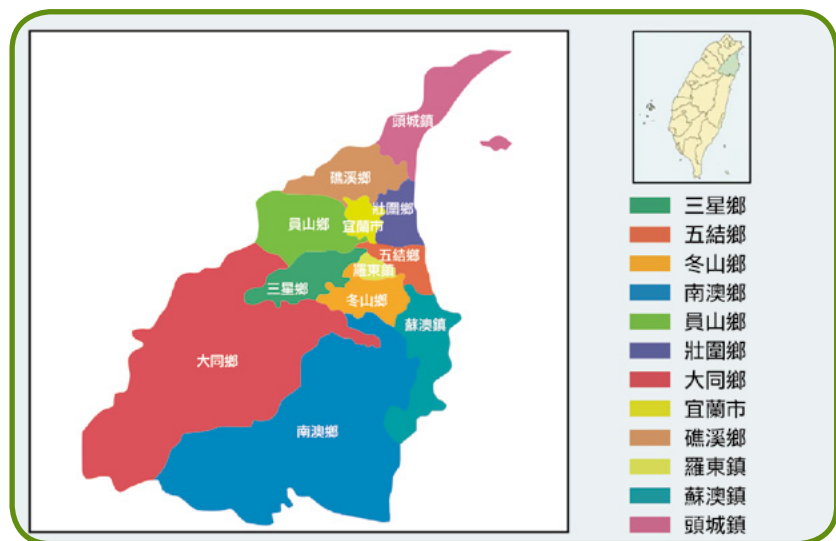 頭城鎮
礁溪鄉
壯圍鄉
員山鄉
宜蘭市
五結鄉
羅東鎮
三星鄉
冬山鄉
蘇澳鎮
大同鄉
南澳鄉
三星鄉
五結鄉
冬山鄉
南澳鄉
員山鄉
壯圍鄉
大同鄉
宜蘭市
礁溪鄉
羅東鎮
蘇澳鎮
頭城鎮